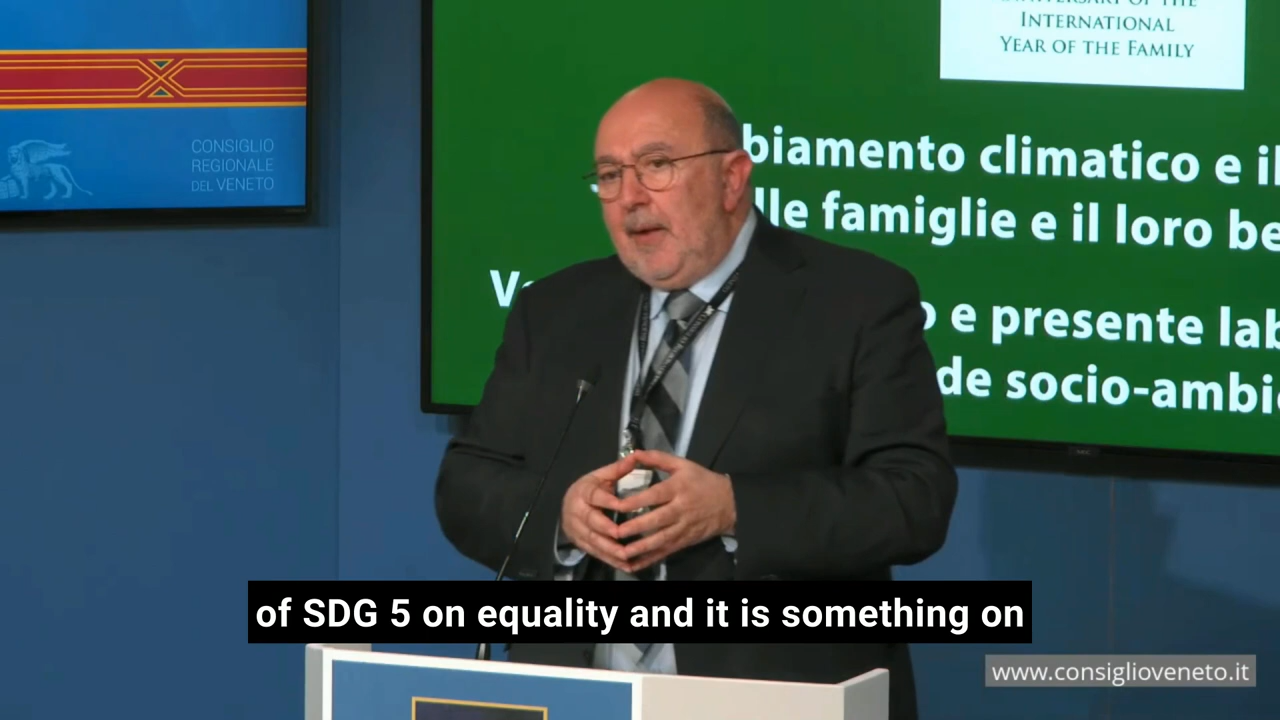 INTERNATIONAL
YEAR OF THE FAMILY
CONSIGLIO
REGIONALE
DEL VENETO
biamento climatico e il
lle famiglie e il loro be
e presente lab
de socio-ambi
of SDG 5 on equality and it is something on
www.consiglioveneto.it